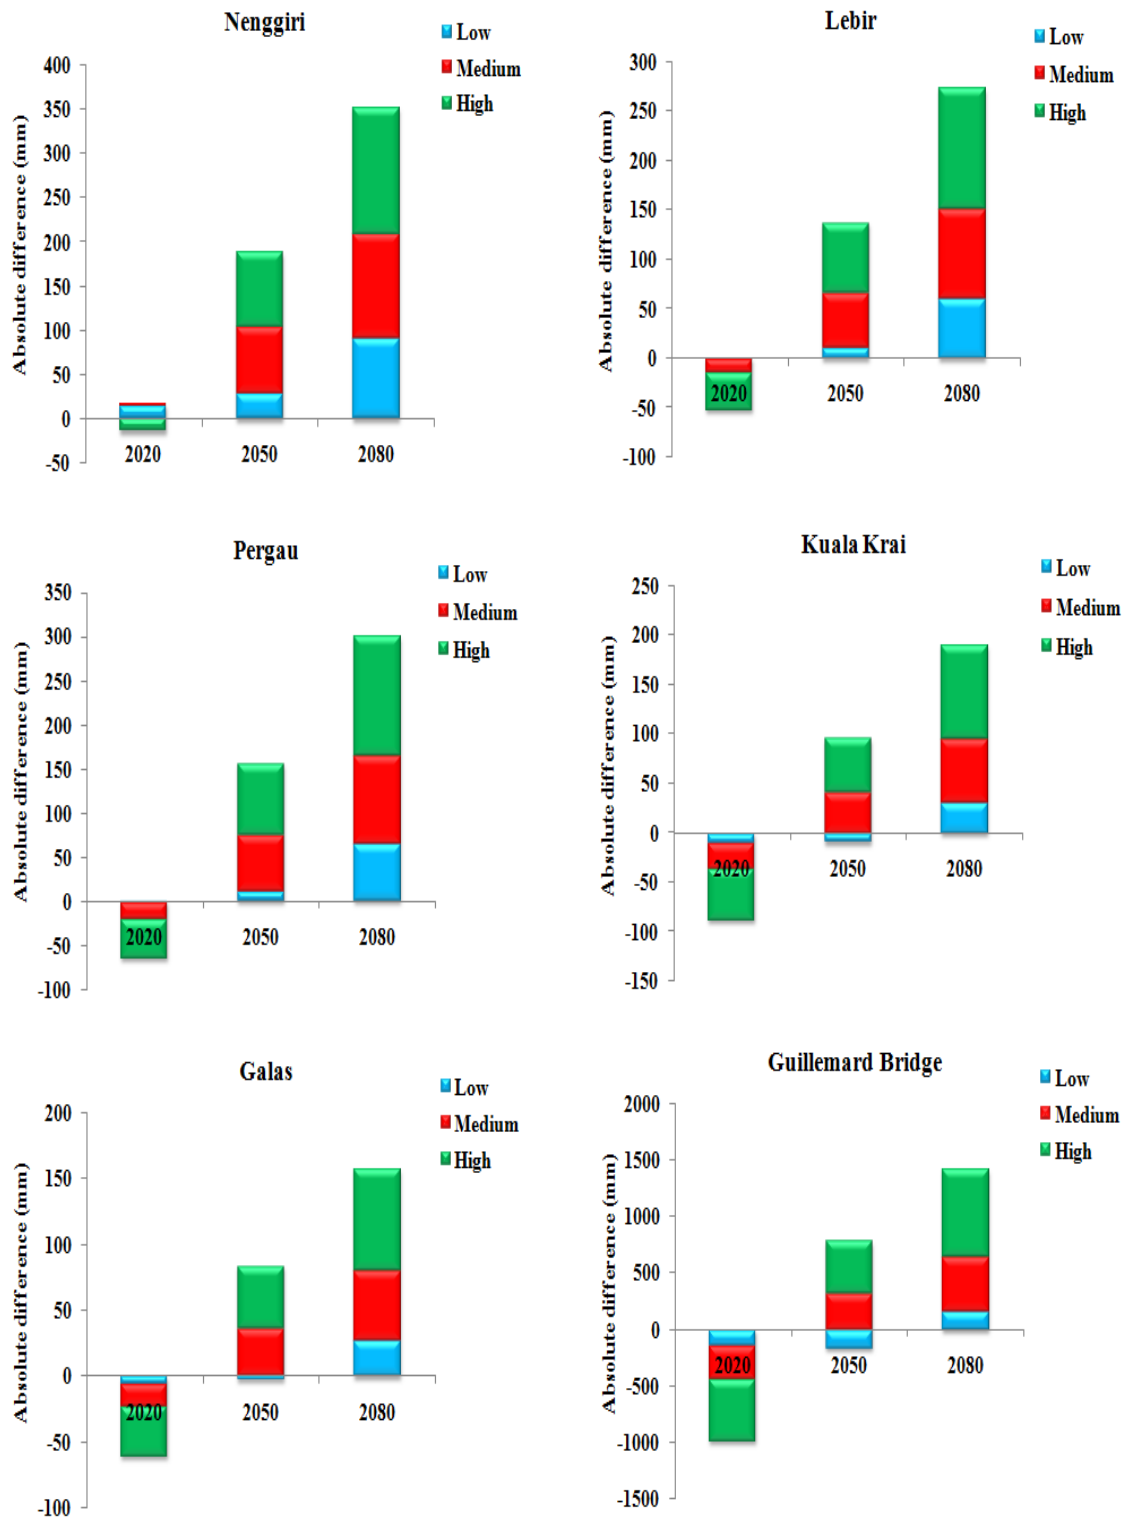 Nenggiri
Low
Medium
High
Absolute difference (mm)
400
350
300
250
200
150
100
50
0
-50
2020
2050
2080
Lebir
Low
Medium
High
Absolute difference (mm)
300
250
200
150
100
50
0
-50
-100
2020
2050
2080
Pergau
Low
Medium
High
Absolute difference (mm)
350
300
250
200
150
100
50
0
-50
-100
2020
2050
2080
Kuala Krai
Low
Medium
High
Absolute difference (mm)
250
200
150
100
50
0
-50
-100
-150
2020
2050
2080
Galas
Low
Medium
High
Absolute difference (mm)
200
150
100
50
0
-50
-100
2020
2050
2080
Guillemard Bridge
Low
Medium
High
Absolute difference (mm)
2000
1500
1000
500
0
-500
-1000
-1500
2020
2050
2080